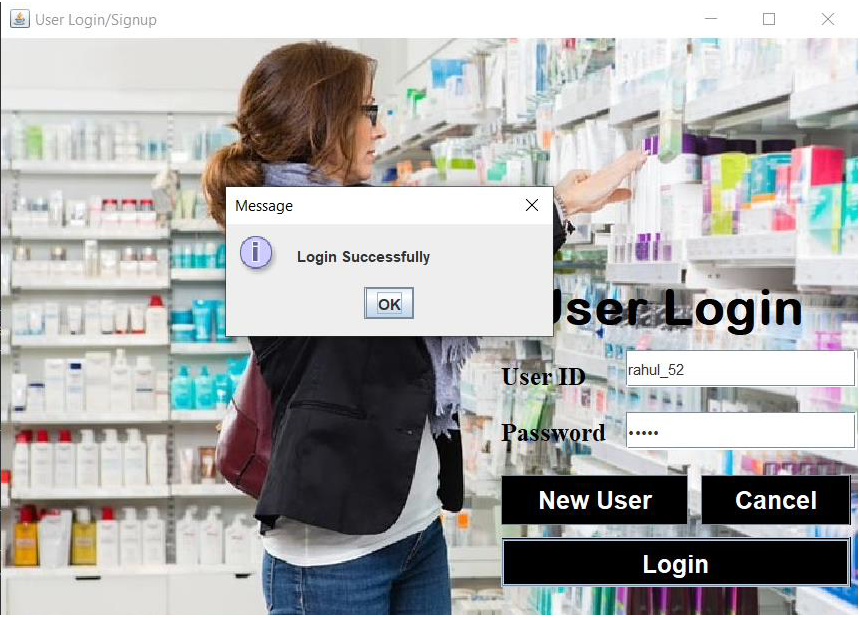 User Login/Signup
Message
Login Successfully
OK
User Login
User ID
rahul_52
Password
•••••
New User
Cancel
Login